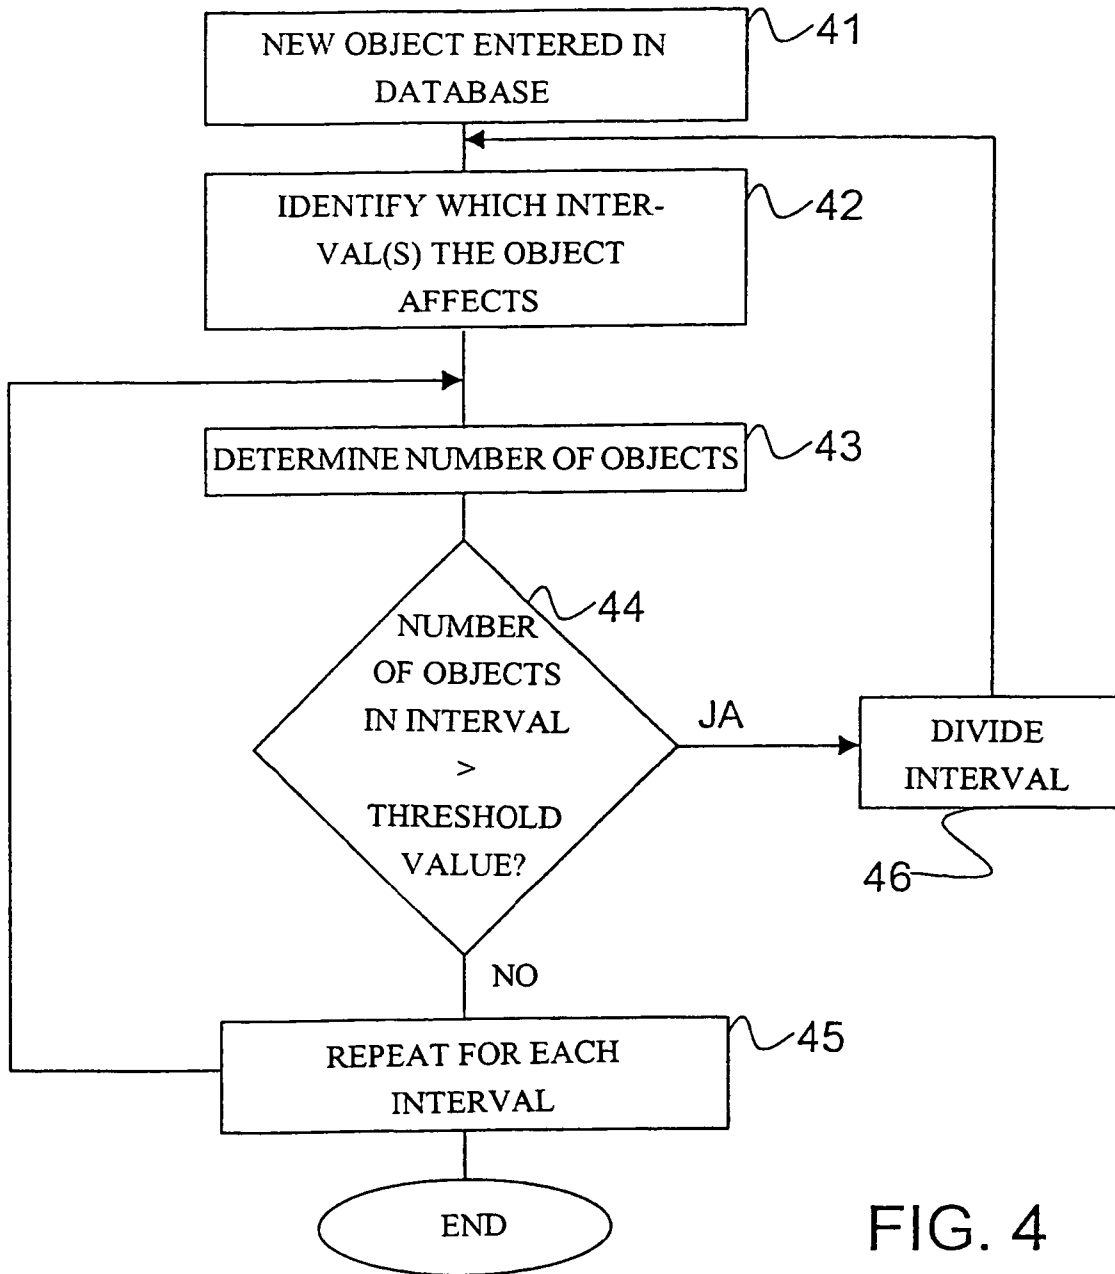 NEW OBJECT ENTERED IN
DATABASE
41
IDENTIFY WHICH INTER-
VAL(S) THE OBJECT
AFFECTS
42
DETERMINE NUMBER OF OBJECTS
43
NUMBER
OF OBJECTS
IN INTERVAL
>
THRESHOLD
VALUE?
44
JA
DIVIDE
INTERVAL
46
NO
REPEAT FOR EACH
INTERVAL
45
END
FIG. 4